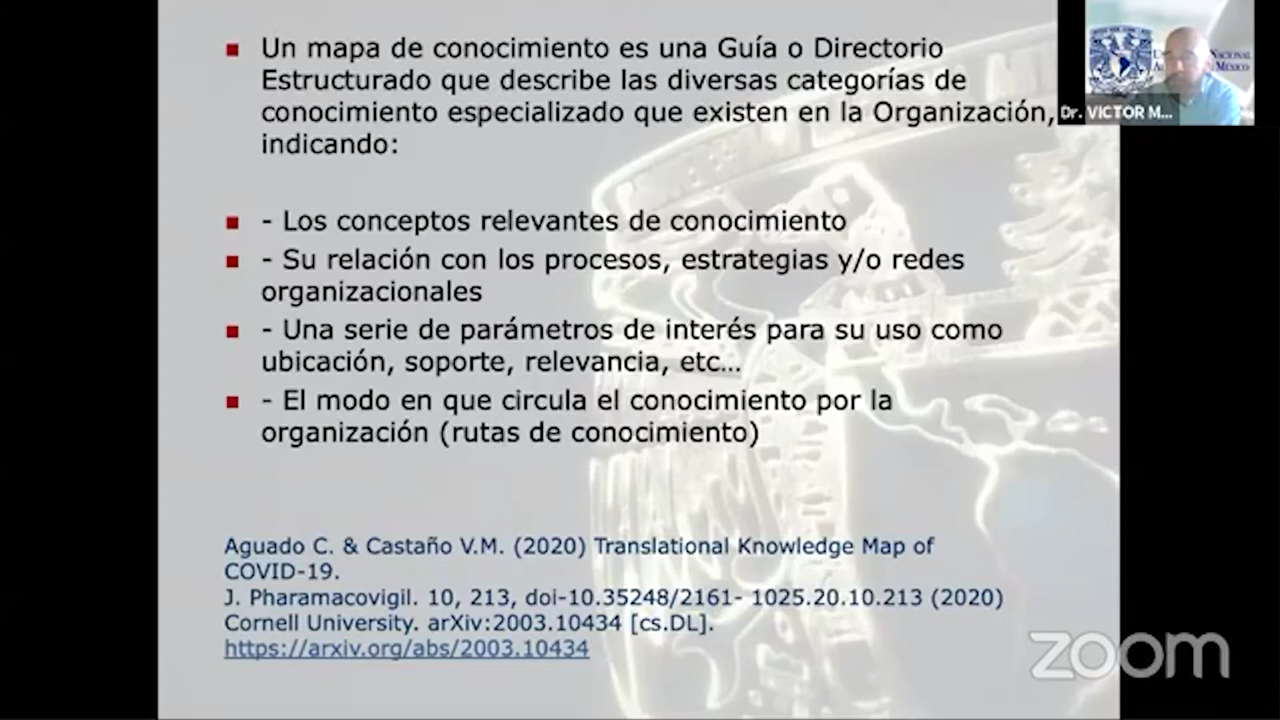 Un mapa de conocimiento es una Guía o Directorio
Estructurado que describe las diversas categorías de
conocimiento especializado que existen en la Organización,
indicando:
- Los conceptos relevantes de conocimiento
- Su relación con los procesos, estrategias y/o redes
organizacionales
- Una serie de parámetros de interés para su uso como
ubicación, soporte, relevancia, etc…
- El modo en que circula el conocimiento por la
organización (rutas de conocimiento)
Aguado C. & Castaño V.M. (2020) Translational Knowledge Map of
COVID-19.
J. Pharamacovigil. 10, 213, doi-10.35248/2161- 1025.20.10.213 (2020)
Cornell University. arXiv:2003.10434 [cs.DL].
https://arxiv.org/abs/2003.10434
Dr. VICTOR M...
zoom